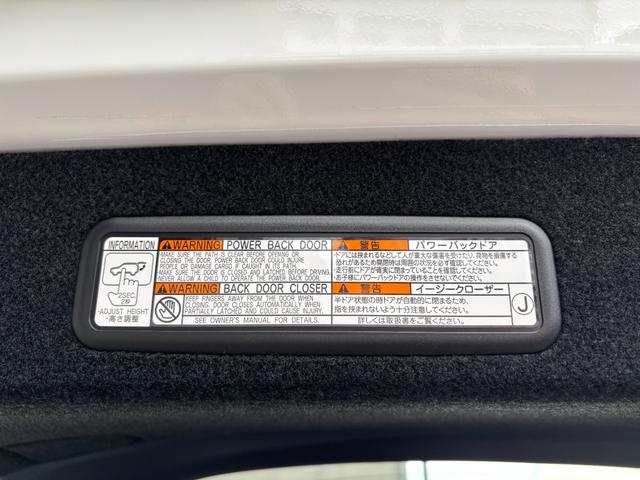 INFORMATION
2SEC.
2秒
・ADJUST HEIGHT
・高さ調整
WARNING POWER BACK DOOR
MAKE SURE THE PATH IS CLEAR BEFORE OPENING OR
CLOSING THE DOOR. POWER BACK DOOR COULD INJURE
PEOPLE OR DAMAGE CARGO IF CAUGHT IN ITS PATH.
MAKE SURE THE DOOR IS CLOSED AND LATCHED BEFORE DRIVING.
NEVER ALLOW A CHILD TO OPERATE THE POWER BACK DOOR.
WARNING BACK DOOR CLOSER
KEEP FINGERS AWAY FROM THE DOOR WHEN
CLOSING. DOOR CLOSES AUTOMATICALLY WHEN
PARTIALLY LATCHED AND COULD CAUSE INJURY.
SEE OWNER'S MANUAL FOR DETAILS.
警告 パワーバックドア
・ドアには挟まれるなどして人が重大な傷害を受けたり、荷物を損傷する
恐れがあるため開閉時は周囲の状況を必ず確認してください。
・走行前にドアが確実に閉まっていることを確認してください。
・お子様にパワーバックドアの操作をさせないでください。
警告 イージークローザー
半ドア状態の時ドアが自動的に閉まるため、
指を挟まれないよう十分注意してください。
詳しくは取扱書をご覧ください。
J